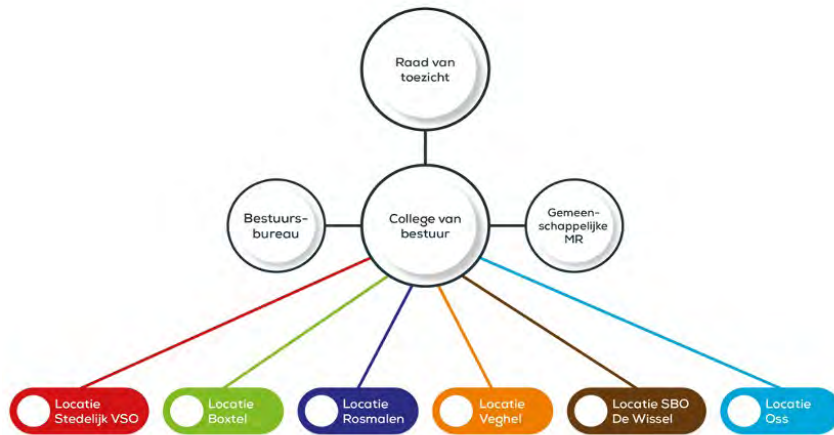 Raad van
toezicht
Bestuurs-
bureau
College van
bestuur
Gemeen-
schappelijke
MR
Locatie
Stedelijk VSO
Locatie
Boxtel
Locatie
Rosmalen
Locatie
Veghel
Locatie SBO
De Wissel
Locatie
Oss